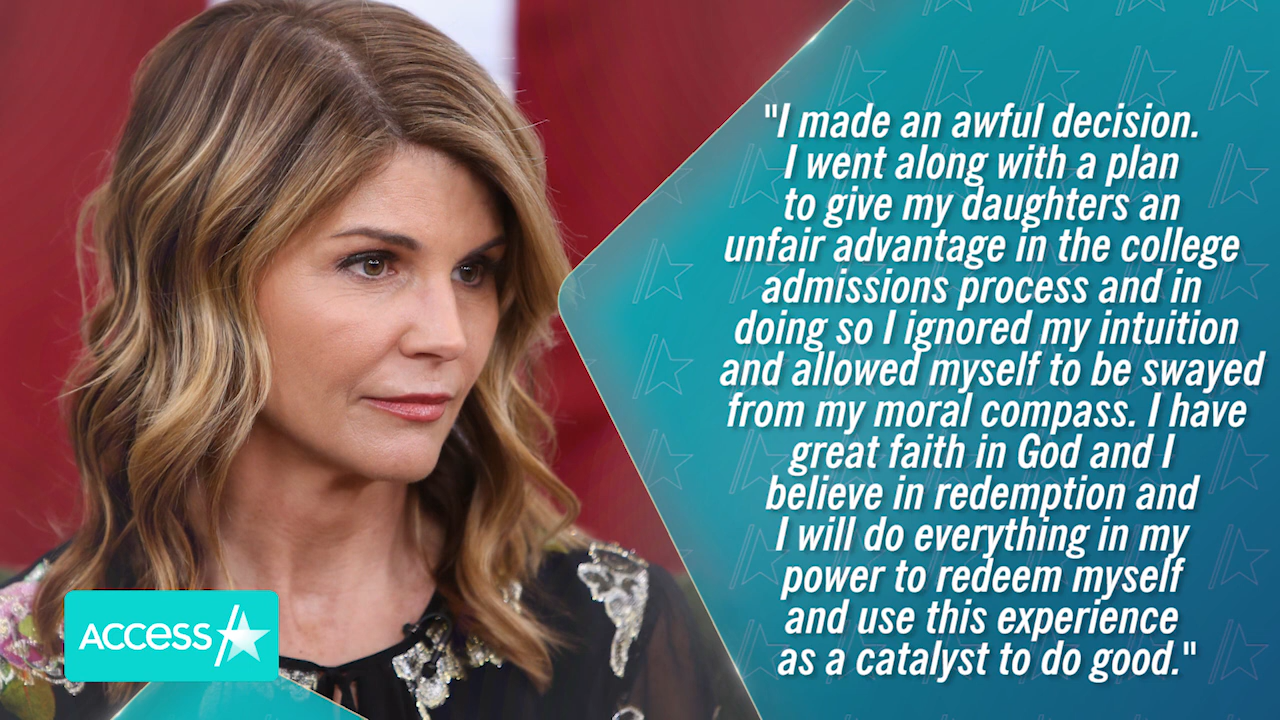 "I made an awful decision.
I went along with a plan
to give my daughters an
unfair advantage in the college
admissions process and in
doing so I ignored my intuition
and allowed myself to be swayed
from my moral compass. I have
great faith in God and I
believe in redemption and
I will do everything in my
power to redeem myself
and use this experience
as a catalyst to do good."
ACCESS